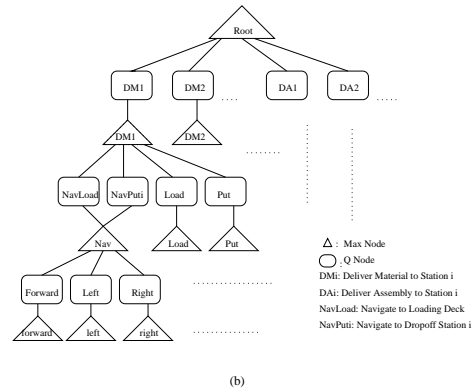 Root
DM1 DM2 DA1 DA2
DM1 DM2
NavLoad NavPuti Load Put
Nav Load Put
Forward Left Right
forward left right
: Max Node
: Q Node
DMi: Deliver Material to Station i
DAi: Deliver Assembly to Station i
NavLoad: Navigate to Loading Deck
NavPuti: Navigate to Dropoff Station i
(b)